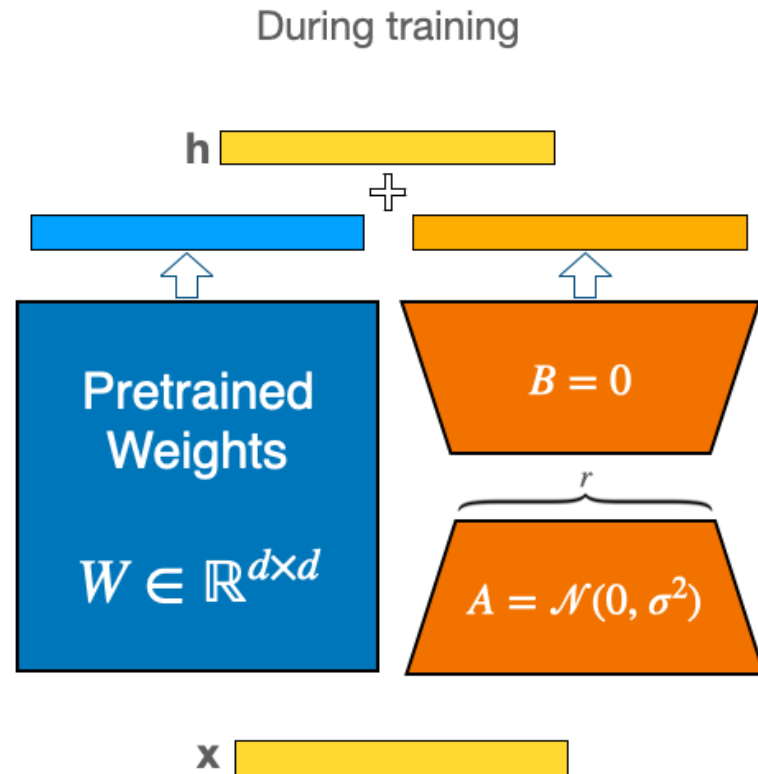 During training
h
Pretrained
Weights
W ∈ ℝ^{d×d}
B = 0
r
A = 𝒩(0, σ²)
x